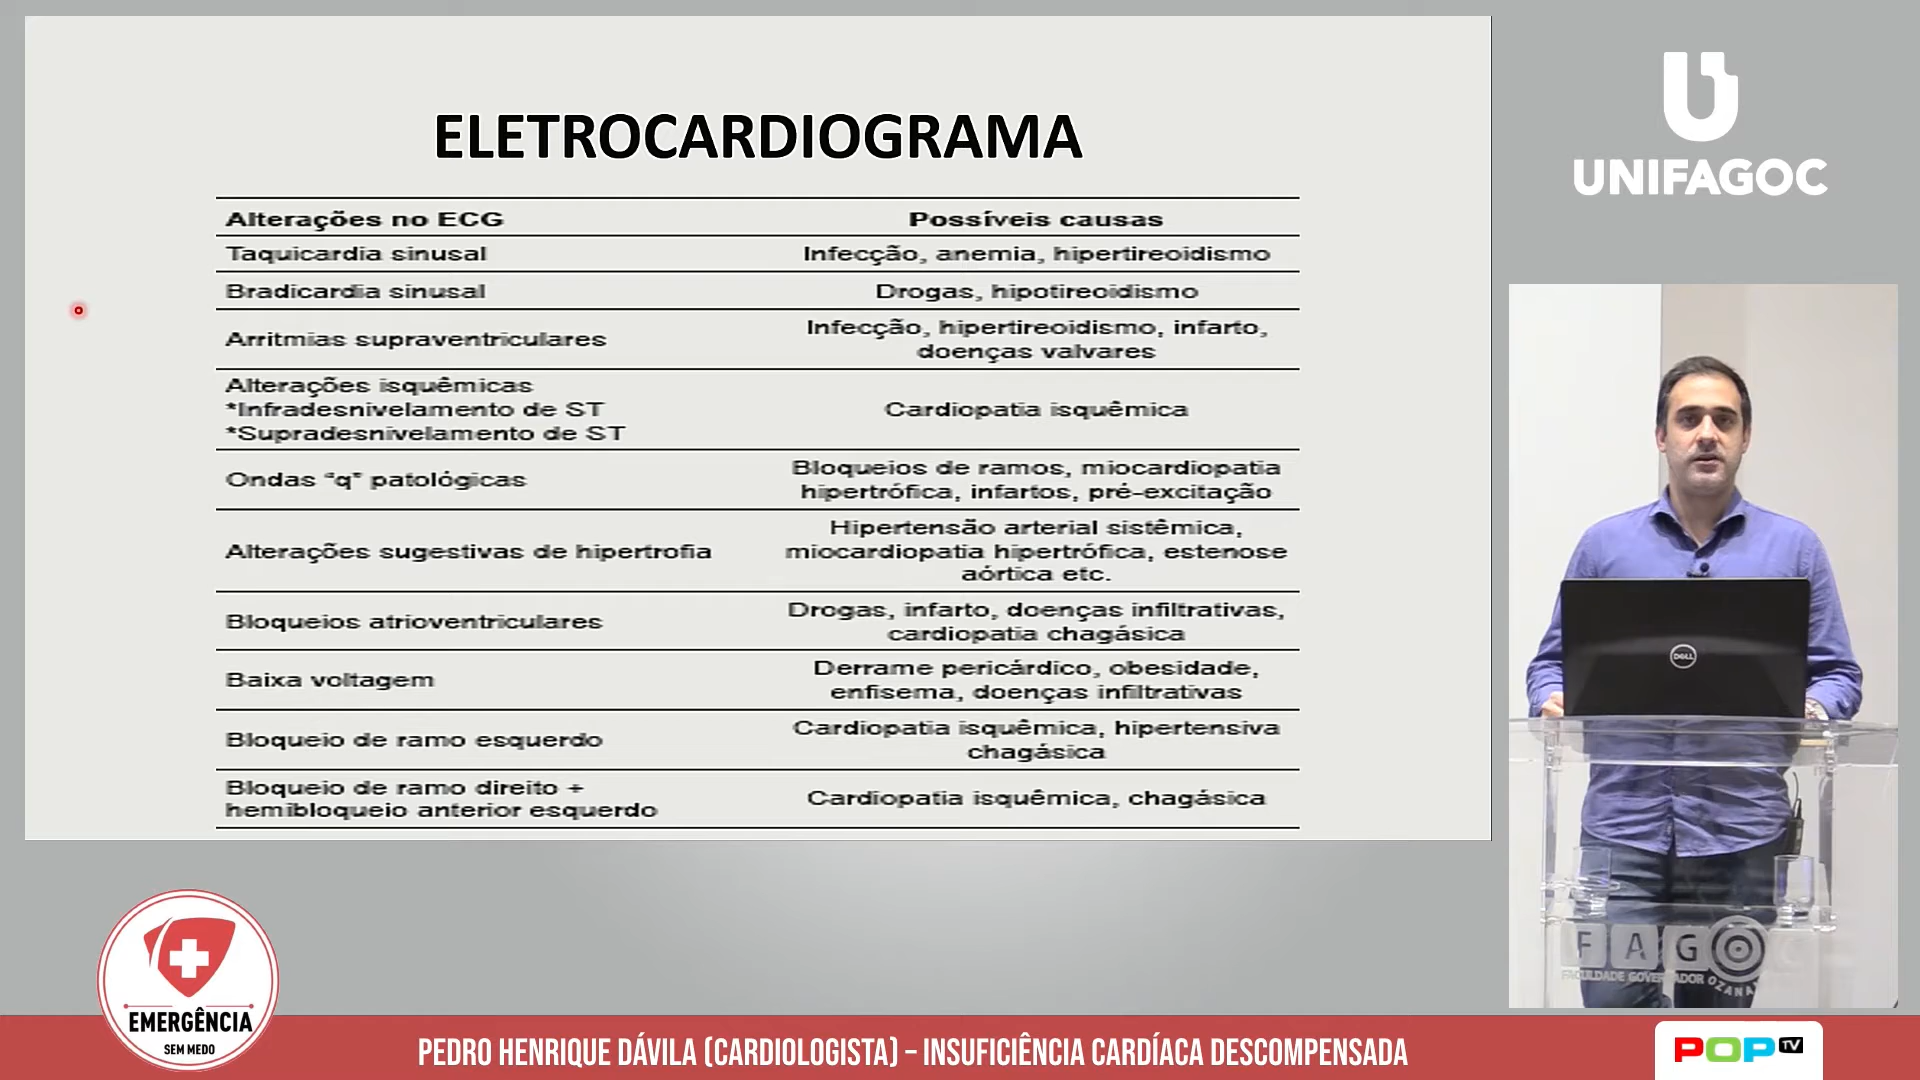 ELETROCARDIOGRAMA
Alterações no ECG
Possíveis causas
Taquicardia sinusal
Infecção, anemia, hipertireoidismo
Bradicardia sinusal
Drogas, hipotireoidismo
Arritmias supraventriculares
Infecção, hipertireoidismo, infarto,
doenças valvares
Alterações isquêmicas
*Infradesnivelamento de ST
*Supradesnivelamento de ST
Cardiopatia isquêmica
Ondas "q" patológicas
Bloqueios de ramos, miocardiopatia
hipertrófica, infartos, pré-excitação
Alterações sugestivas de hipertrofia
Hipertensão arterial sistêmica,
miocardiopatia hipertrófica, estenose
aórtica etc.
Bloqueios atrioventriculares
Drogas, infarto, doenças infiltrativas,
cardiopatia chagásica
Baixa voltagem
Derrame pericárdico, obesidade,
enfisema, doenças infiltrativas
Bloqueio de ramo esquerdo
Cardiopatia isquêmica, hipertensiva
chagásica
Bloqueio de ramo direito +
hemibloqueio anterior esquerdo
Cardiopatia isquêmica, chagásica
UNIFAGOC
DELL
FAGOC
FACULDADE GOVERNADOR OZANAM
EMERGÊNCIA
SEM MEDO
PEDRO HENRIQUE DÁVILA (CARDIOLOGISTA) – INSUFICIÊNCIA CARDÍACA DESCOMPENSADA
POP TV